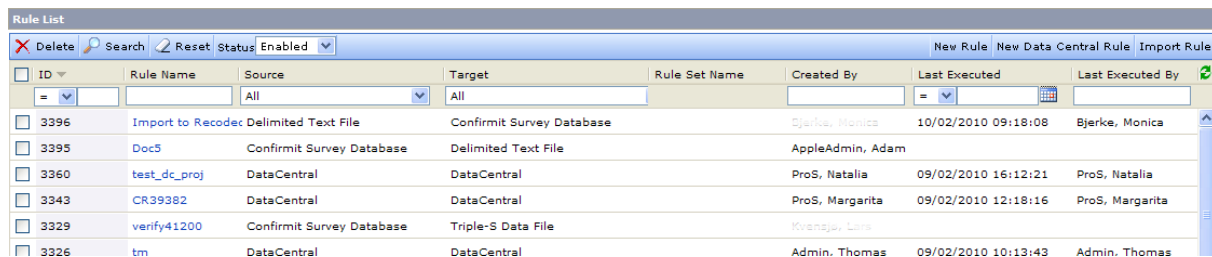 Rule List
Delete Search Reset Status Enabled New Rule New Data Central Rule Import Rule
ID Rule Name Source Target Rule Set Name Created By Last Executed Last Executed By
= All All =
3396 Import to Recodec Delimited Text File Confirmit Survey Database Bjerke, Monica 10/02/2010 09:18:08 Bjerke, Monica
3395 Doc5 Confirmit Survey Database Delimited Text File AppleAdmin, Adam
3360 test_dc_proj DataCentral DataCentral ProS, Natalia 09/02/2010 16:12:21 ProS, Natalia
3343 CR39382 DataCentral DataCentral ProS, Margarita 09/02/2010 12:18:16 ProS, Margarita
3329 verify41200 Confirmit Survey Database Triple-S Data File
3326 tm DataCentral DataCentral Admin, Thomas 09/02/2010 10:13:43 Admin, Thomas